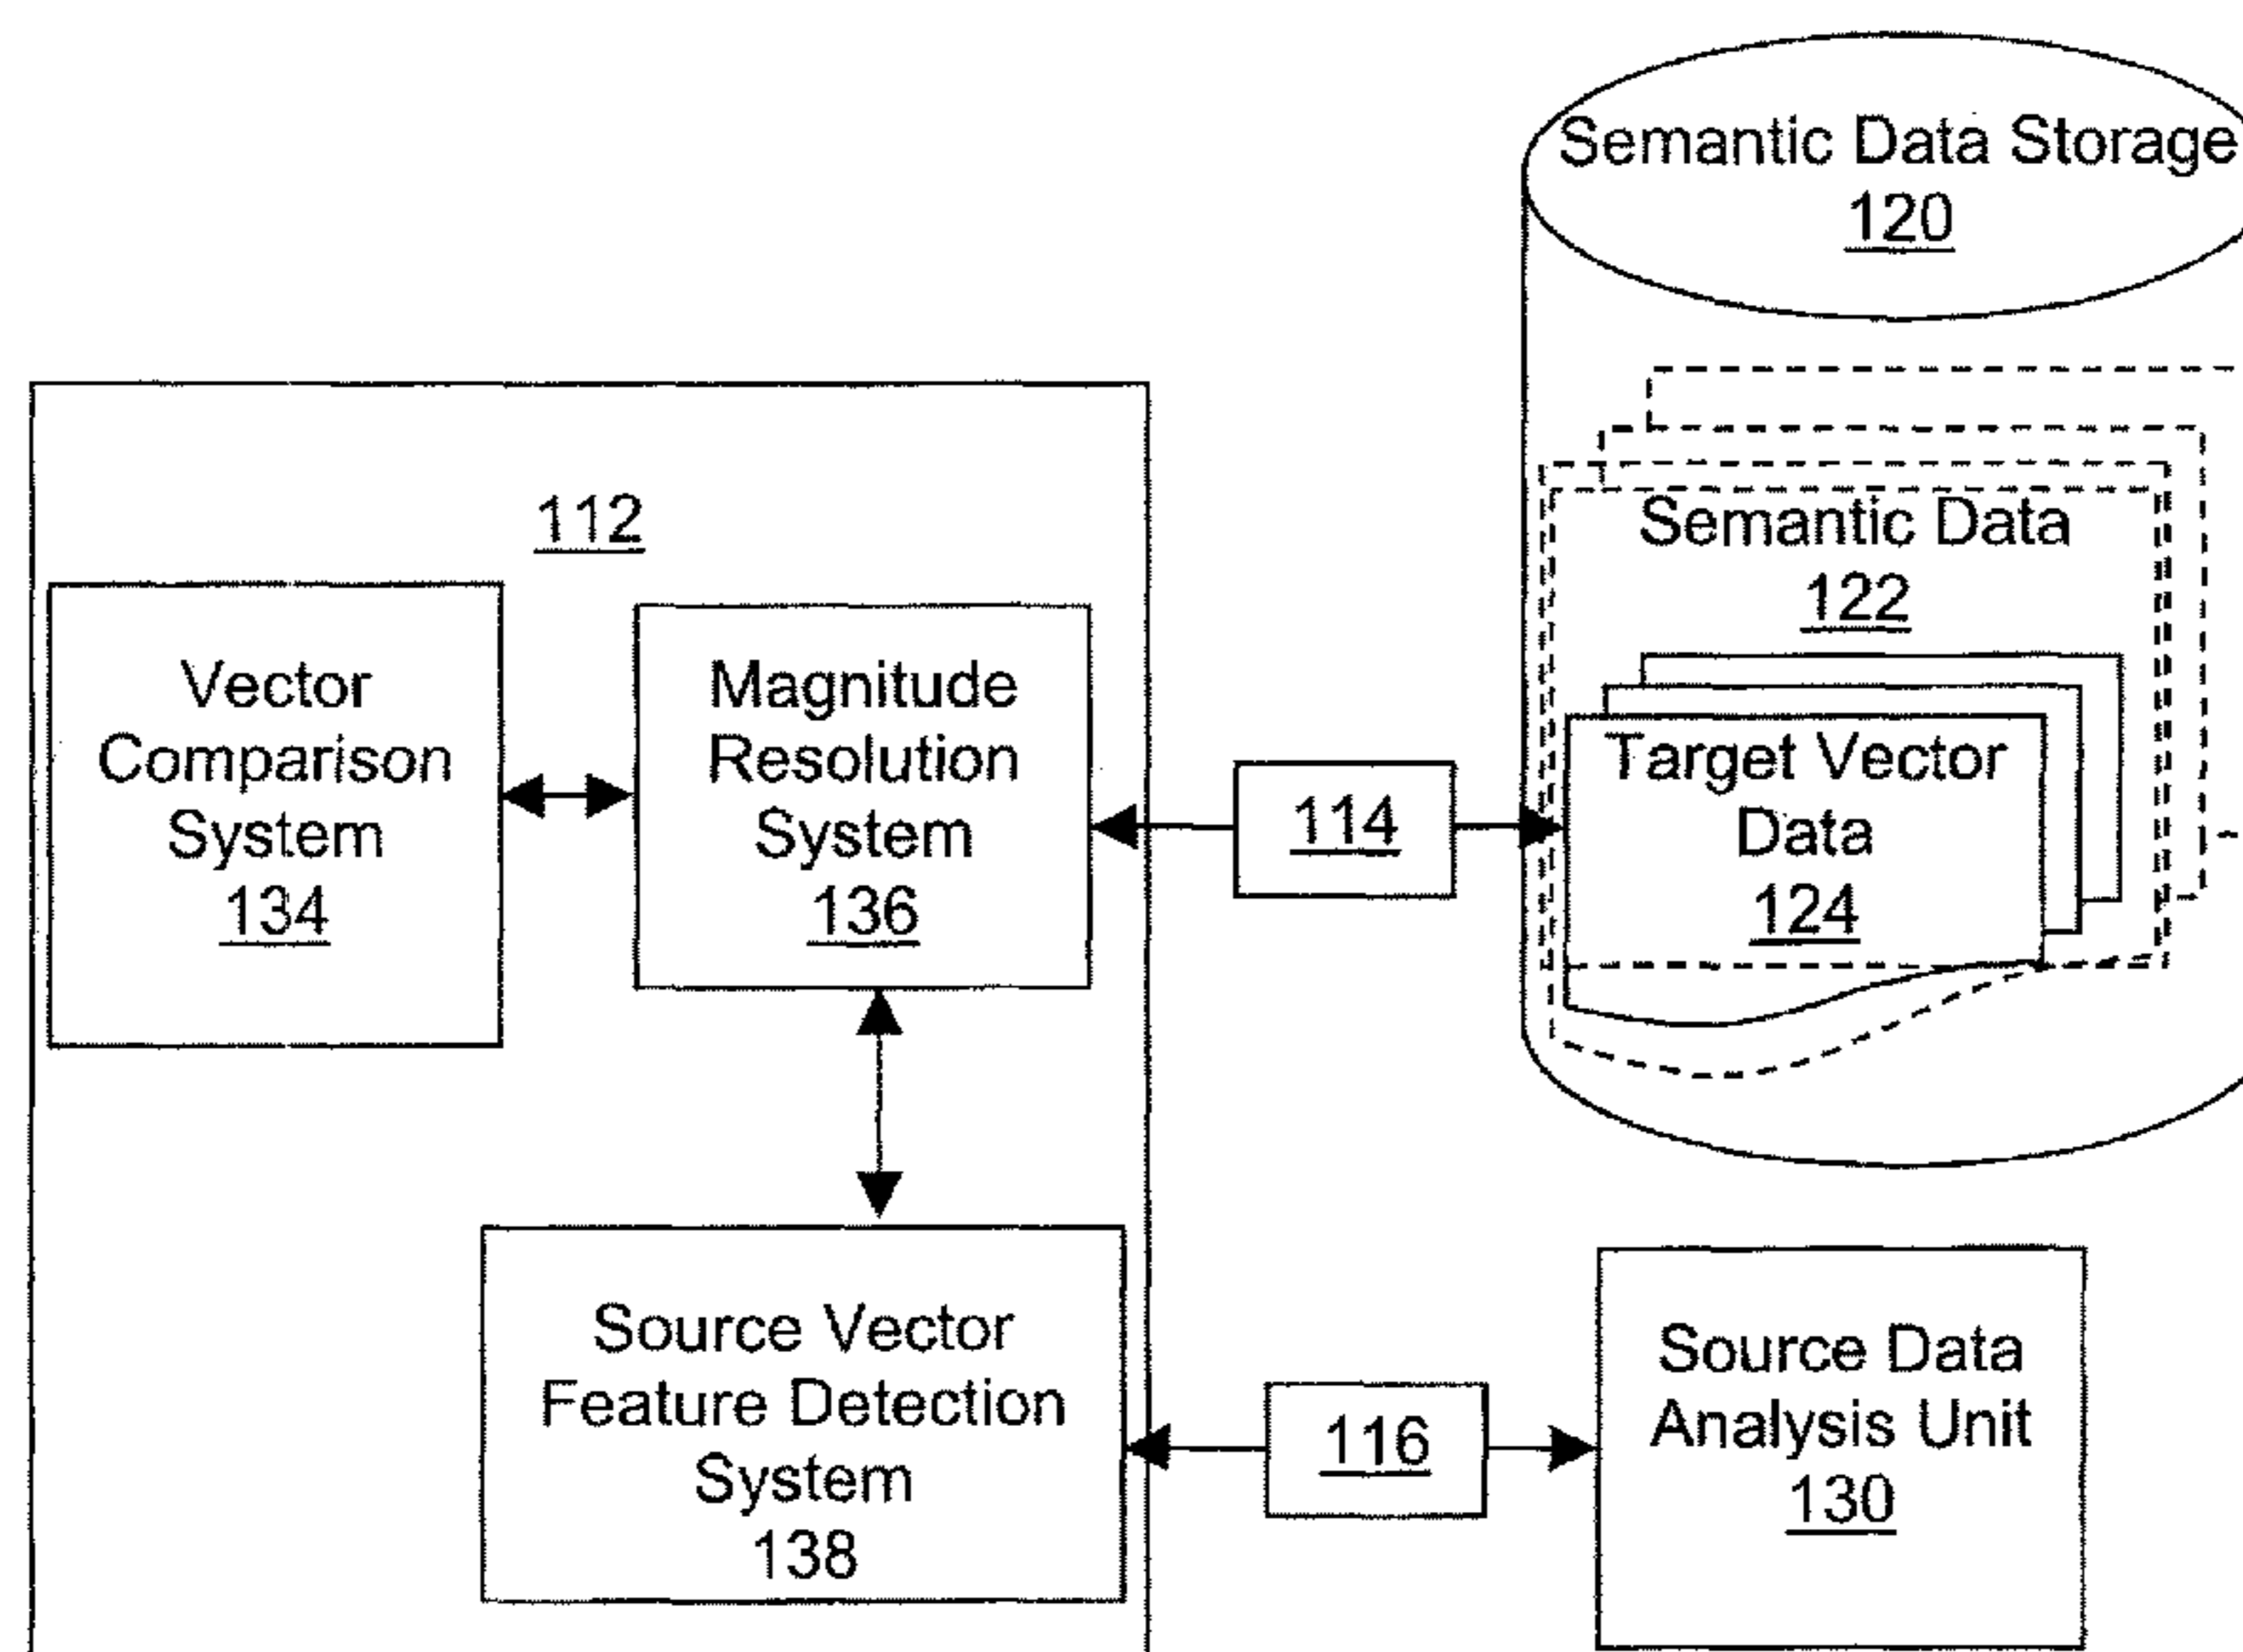 Semantic Data Storage
120
112
Semantic Data
122
Vector
Comparison
System
134
Magnitude
Resolution
System
136
114
Target Vector
Data
124
Source Vector
Feature Detection
System
138
116
Source Data
Analysis Unit
130